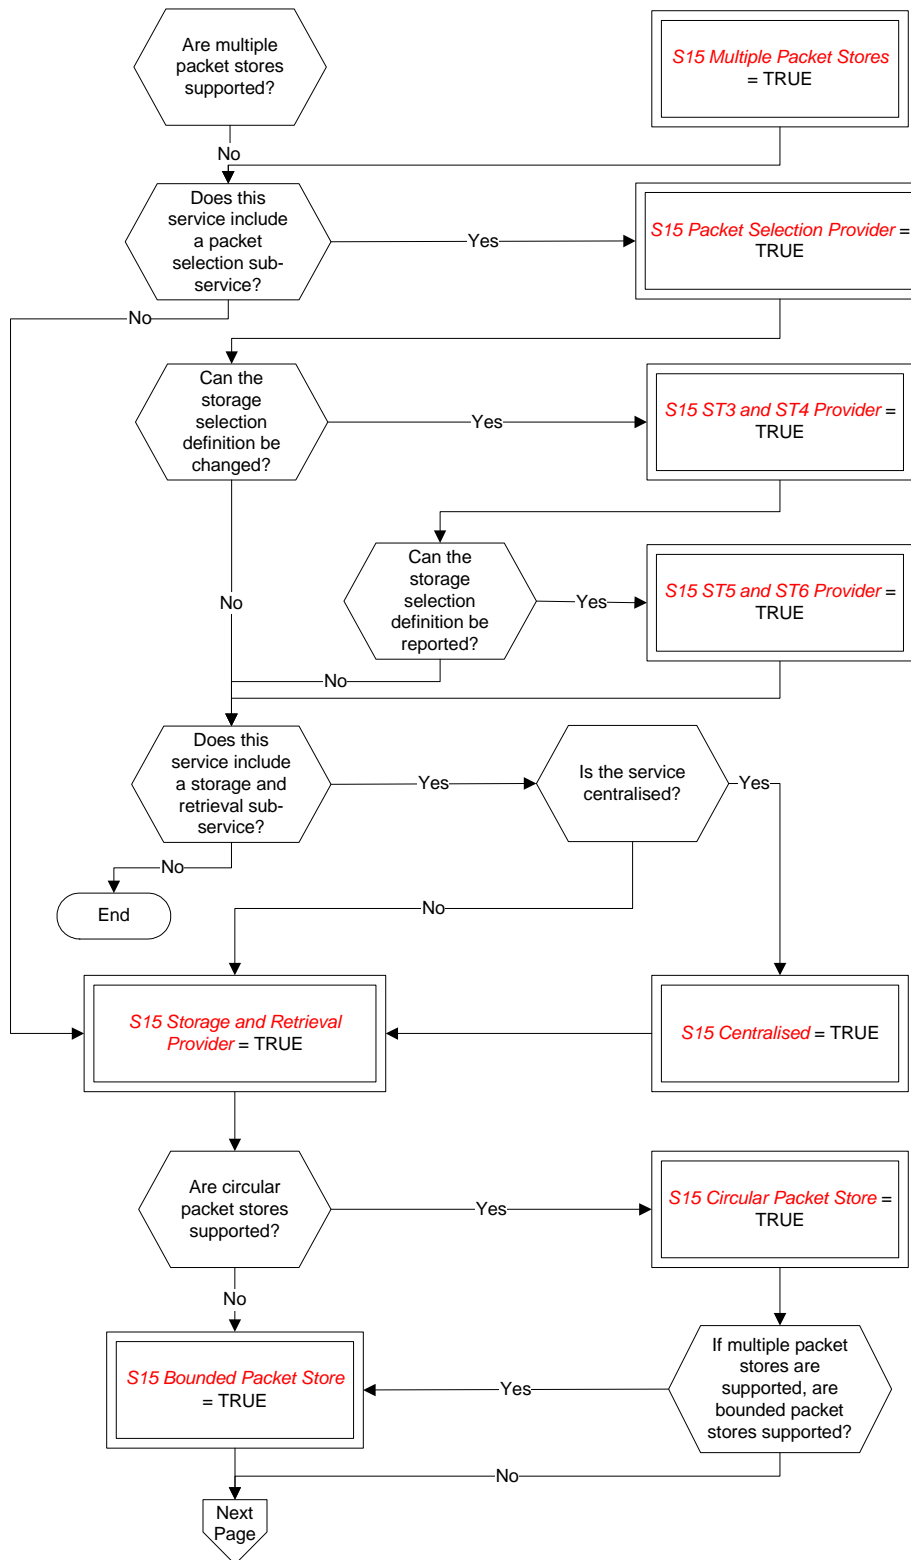 Are multiple
packet stores
supported?
S15 Multiple Packet Stores
= TRUE
No
Does this
service include
a packet
selection sub-
service?
Yes
S15 Packet Selection Provider =
TRUE
No
Can the
storage
selection
definition be
changed?
Yes
S15 ST3 and ST4 Provider =
TRUE
Can the
storage
selection
definition be
reported?
No
Yes
S15 ST5 and ST6 Provider =
TRUE
No
Does this
service include
a storage and
retrieval sub-
service?
Yes
Is the service
centralised?
Yes
No
End
No
S15 Storage and Retrieval
Provider = TRUE
S15 Centralised = TRUE
Are circular
packet stores
supported?
Yes
S15 Circular Packet Store =
TRUE
No
If multiple packet
stores are
supported, are
bounded packet
stores supported?
S15 Bounded Packet Store
= TRUE
Yes
No
Next
Page